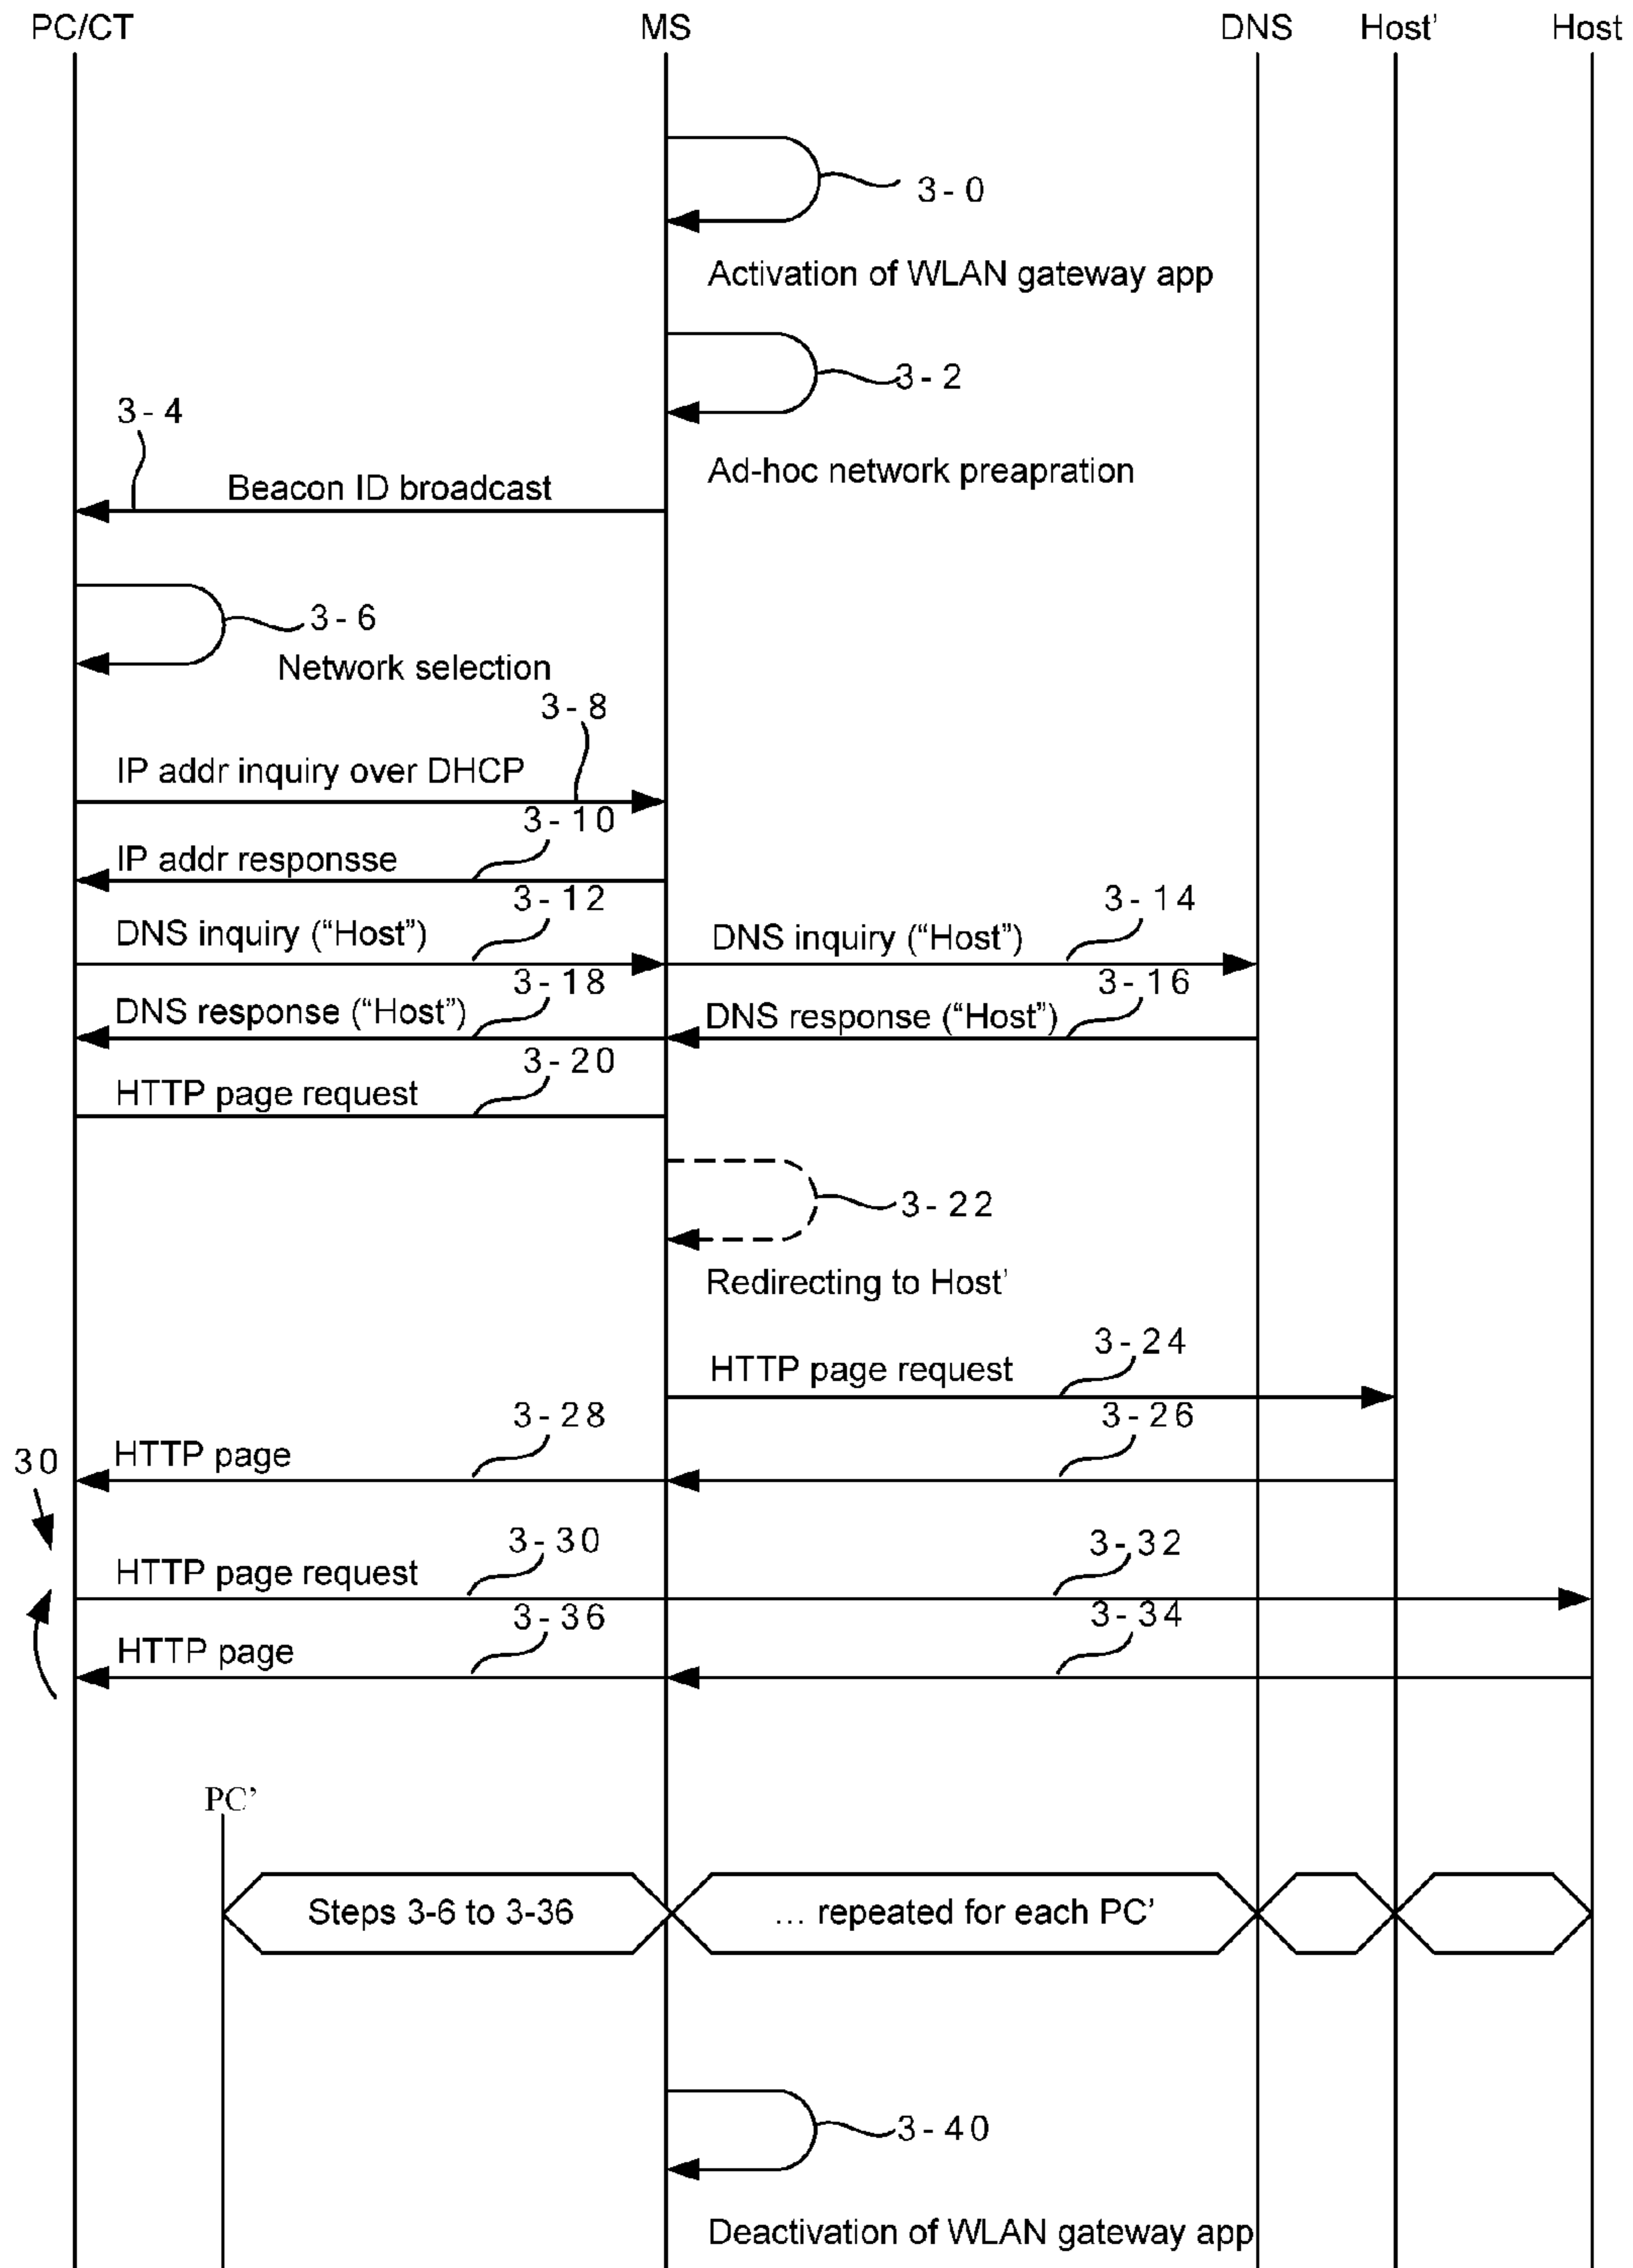 PC/CT MS DNS Host' Host
3-0
Activation of WLAN gateway app
3-2
3-4
Ad-hoc network preapration
Beacon ID broadcast
3-6
Network selection
3-8
IP addr inquiry over DHCP
3-10
IP addr responsse
3-12 3-14
DNS inquiry (“Host”) DNS inquiry (“Host”)
3-18 3-16
DNS response (“Host”) DNS response (“Host”)
3-20
HTTP page request
3-22
Redirecting to Host'
3-24
HTTP page request
3-28 3-26
30 HTTP page
3-30 3-32
HTTP page request
3-36 3-34
HTTP page
PC’
Steps 3-6 to 3-36 ... repeated for each PC’
3-40
Deactivation of WLAN gateway app